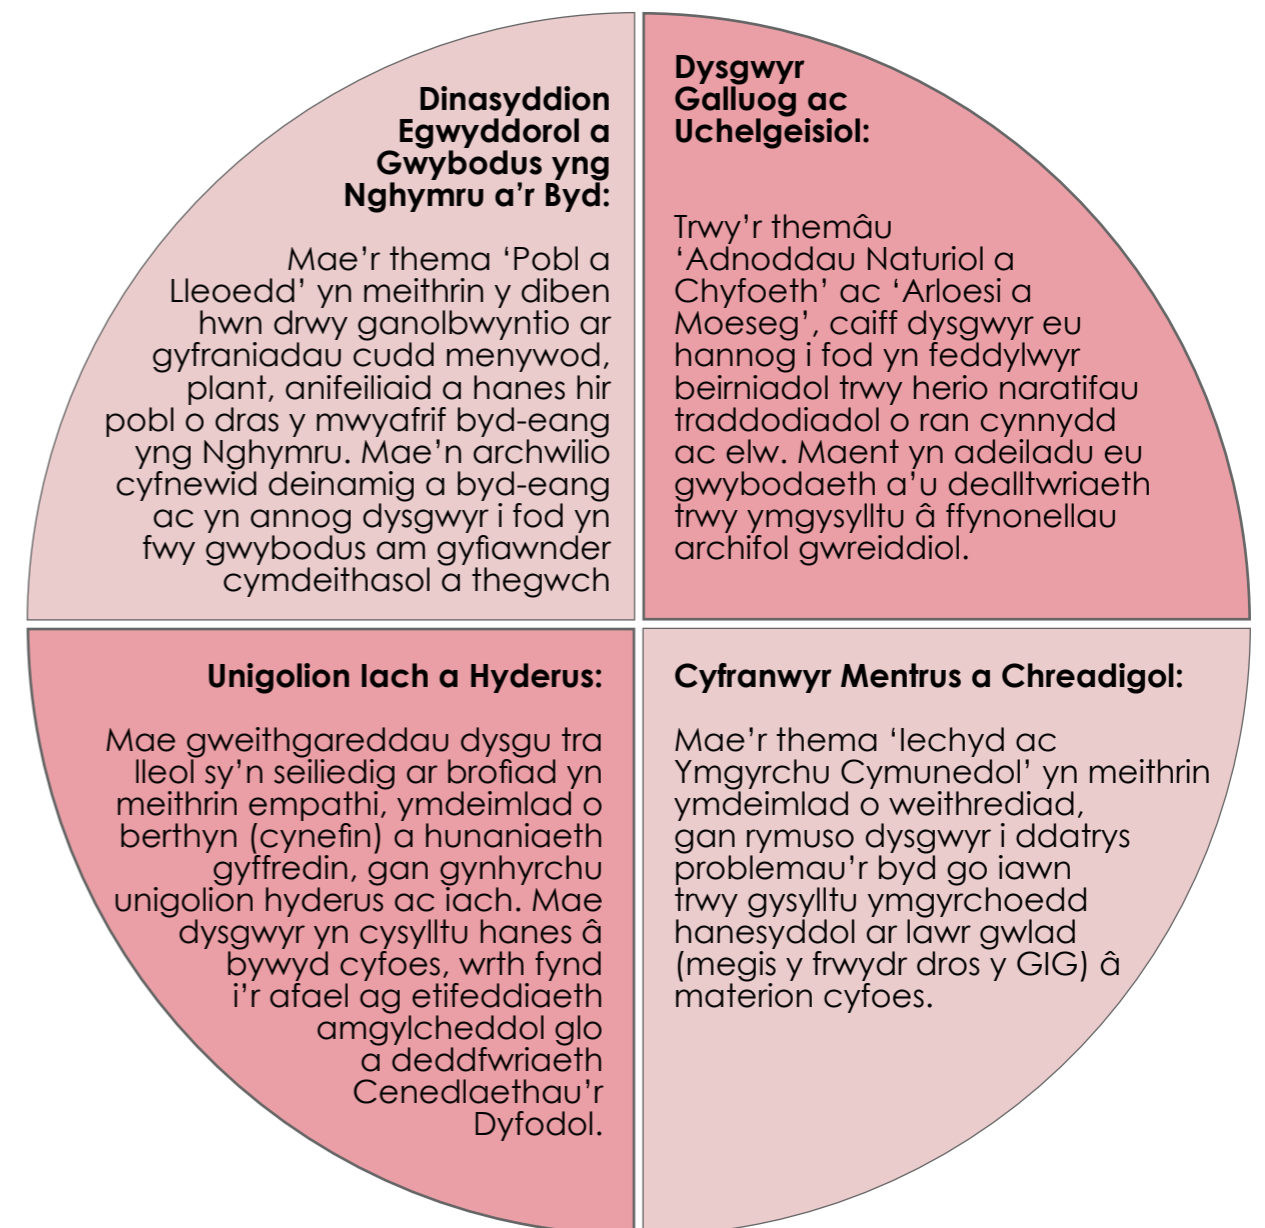 Dinasyddion
Egwyddorol a
Gwybodus yng
Nghymru a’r Byd:
Mae’r thema ‘Pobl a
Lleoedd’ yn meithrin y diben
hwn drwy ganolbwyntio ar
gyfraniadau cudd menywod,
plant, anifeiliaid a hanes hir
pobl o dras y mwyafrif byd-eang
yng Nghymru. Mae’n archwilio
cyfnewid deinamig a byd-eang
ac yn annog dysgwyr i fod yn
fwy gwybodus am gyfiawnder
cymdeithasol a thegwch
Dysgwyr
Galluog ac
Uchelgeisiol:
Trwy’r themâu
‘Adnoddau Naturiol a
Chyfoeth’ ac ‘Arloesi a
Moeseg’, caiff dysgwyr eu
hannog i fod yn feddylwyr
beirniadol trwy herio naratifau
traddodiadol o ran cynnydd
ac elw. Maent yn adeiladu eu
gwybodaeth a’u dealltwriaeth
trwy ymgysylltu â ffynonellau
archifol gwreiddiol.
Unigolion Iach a Hyderus:
Mae gweithgareddau dysgu tra
lleol sy’n seiliedig ar brofiad yn
meithrin empathi, ymdeimlad o
berthyn (cynefin) a hunaniaeth
gyffredin, gan gynhyrchu
unigolion hyderus ac iach. Mae
dysgwyr yn cysylltu hanes â
bywyd cyfoes, wrth fynd
i’r afael ag etifeddiaeth
amgylcheddol glo
a deddfwriaeth
Cenedlaethau’r
Dyfodol.
Cyfranwyr Mentrus a Chreadigol:
Mae’r thema ‘Iechyd ac
Ymgyrchu Cymunedol’ yn meithrin
ymdeimlad o weithrediad,
gan rymuso dysgwyr i ddatrys
problemau’r byd go iawn
trwy gysylltu ymgyrchoedd
hanesyddol ar lawr gwlad
(megis y frwydr dros y GIG) â
materion cyfoes.